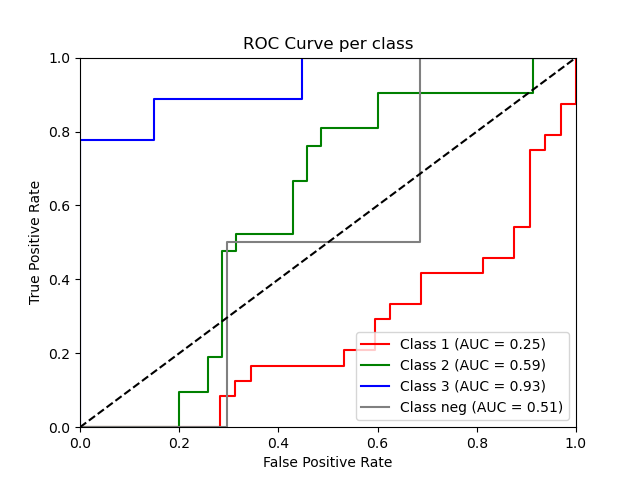 ROC Curve per class
True Positive Rate
1.0
0.8
0.6
0.4
0.2
0.0
Class 1 (AUC = 0.25)
Class 2 (AUC = 0.59)
Class 3 (AUC = 0.93)
Class neg (AUC = 0.51)
0.0 0.2 0.4 0.6 0.8 1.0
False Positive Rate